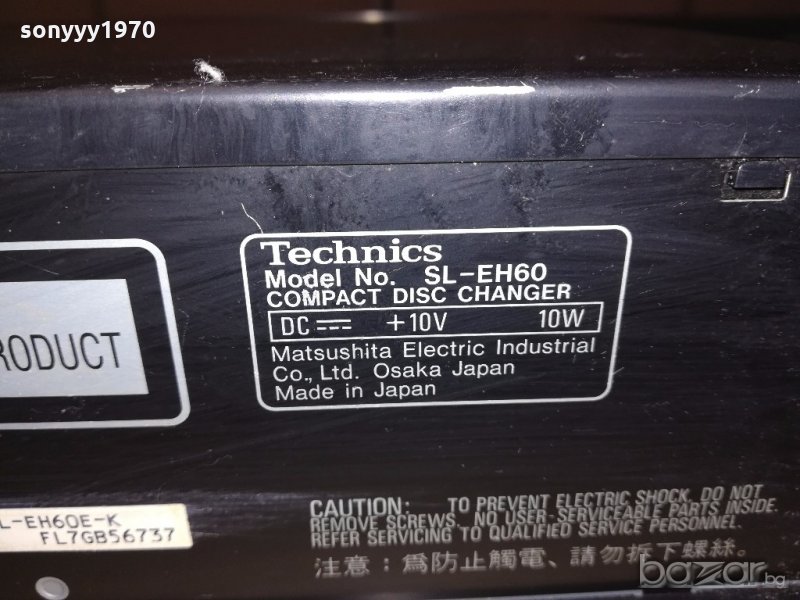 sonyyy1970
Technics
Model No. SL-EH60
COMPACT DISC CHANGER
DC +10V 10W
Matsushita Electric Industrial
Co., Ltd. Osaka Japan
Made in Japan
RODUCT
L-EH60E-K
FL7GB56737
CAUTION: TO PREVENT ELECTRIC SHOCK, DO NOT
REMOVE SCREWS. NO USER-SERVICEABLE PARTS INSIDE.
REFER SERVICING TO QUALIFIED SERVICE PERSONNEL.
注意：為防止觸電、請勿拆下螺絲。
bazar.bg